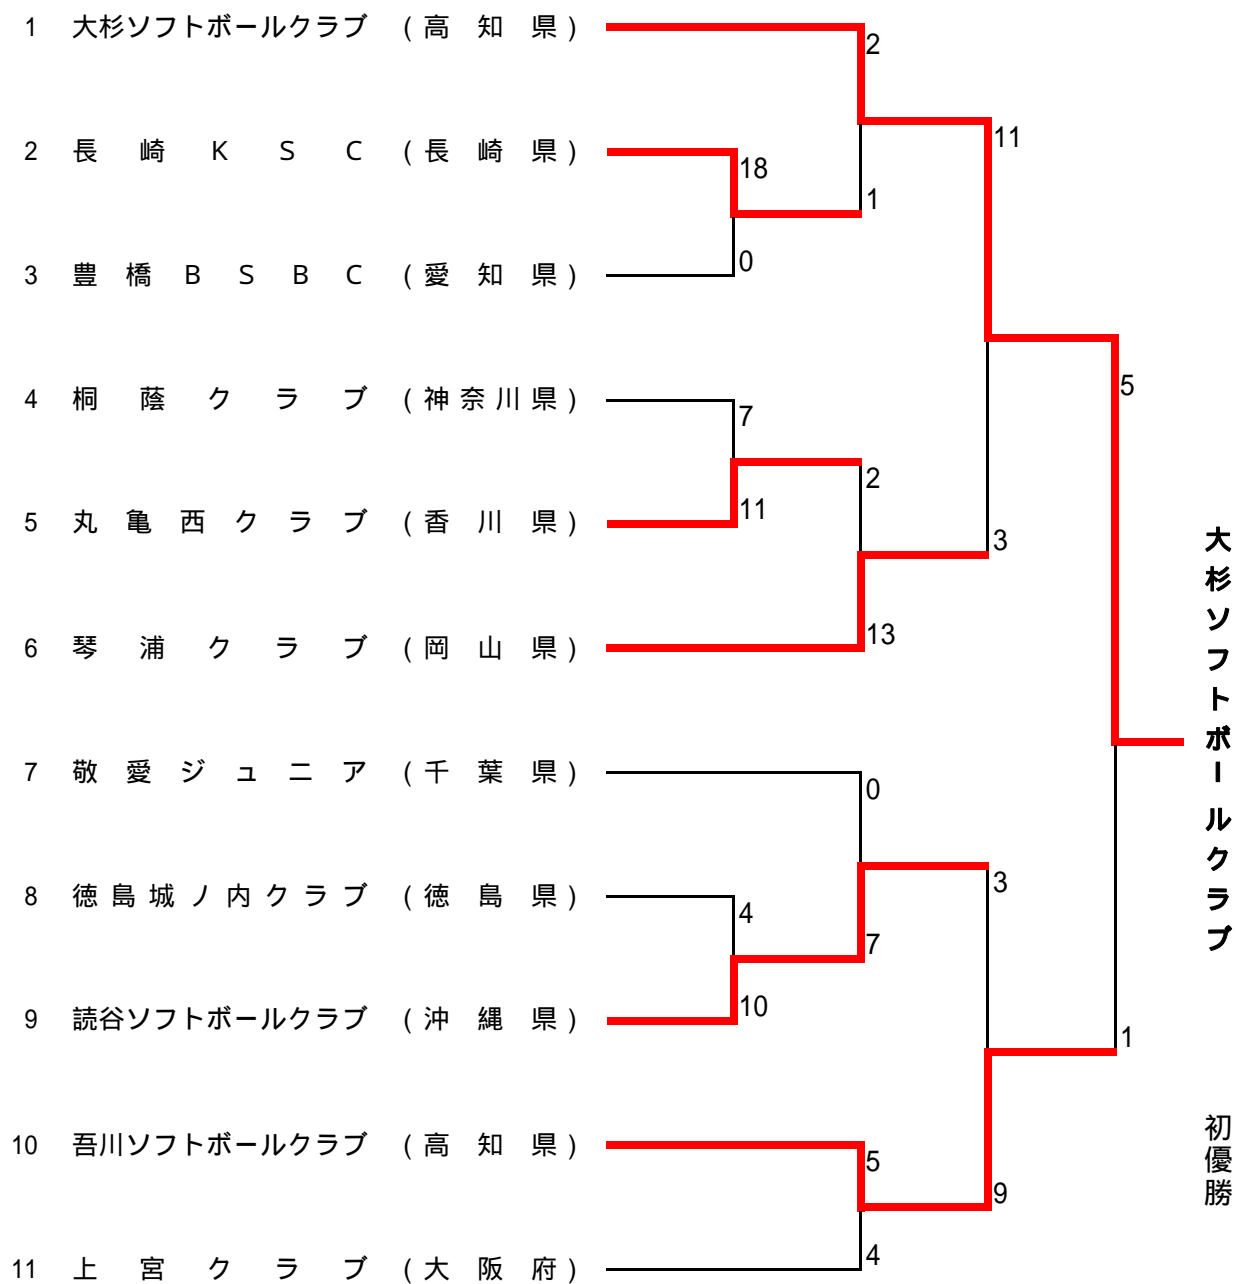 1 大杉ソフトボールクラブ (高知県)
2
11
2 長崎KSC (長崎県)
18
1
0
3 豊橋BSBC (愛知県)
4 桐蔭クラブ (神奈川県)
7
5
2
11
5 丸亀西クラブ (香川県)
3
6 琴浦クラブ (岡山県)
13
7 敬愛ジュニア (千葉県)
0
3
8 徳島城ノ内クラブ (徳島県)
4
7
10
9 読谷ソフトボールクラブ (沖縄県)
1
10 吾川ソフトボールクラブ (高知県)
5
9
4
11 上宮クラブ (大阪府)
大杉ソフトボールクラブ
初優勝